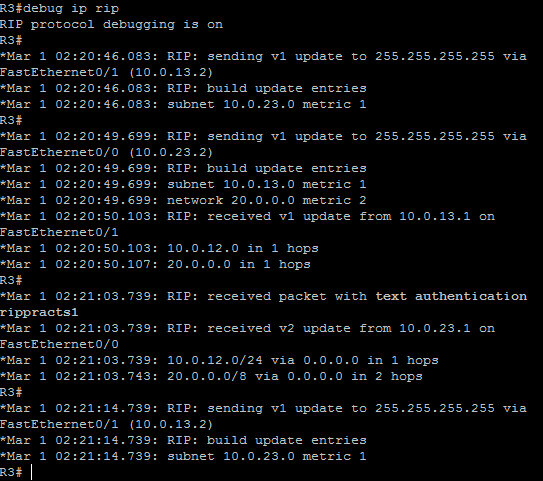 R3#debug ip rip
RIP protocol debugging is on
R3#
*Mar 1 02:20:46.083: RIP: sending v1 update to 255.255.255.255 via
FastEthernet0/1 (10.0.13.2)
*Mar 1 02:20:46.083: RIP: build update entries
*Mar 1 02:20:46.083: subnet 10.0.23.0 metric 1
R3#
*Mar 1 02:20:49.699: RIP: sending v1 update to 255.255.255.255 via
FastEthernet0/0 (10.0.23.2)
*Mar 1 02:20:49.699: RIP: build update entries
*Mar 1 02:20:49.699: subnet 10.0.13.0 metric 1
*Mar 1 02:20:49.699: network 20.0.0.0 metric 2
*Mar 1 02:20:50.103: RIP: received v1 update from 10.0.13.1 on
FastEthernet0/1
*Mar 1 02:20:50.103: 10.0.12.0 in 1 hops
*Mar 1 02:20:50.107: 20.0.0.0 in 1 hops
R3#
*Mar 1 02:21:03.739: RIP: received packet with text authentication
rippracts1
*Mar 1 02:21:03.739: RIP: received v2 update from 10.0.23.1 on
FastEthernet0/0
*Mar 1 02:21:03.739: 10.0.12.0/24 via 0.0.0.0 in 1 hops
*Mar 1 02:21:03.743: 20.0.0.0/8 via 0.0.0.0 in 2 hops
R3#
*Mar 1 02:21:14.739: RIP: sending v1 update to 255.255.255.255 via
FastEthernet0/1 (10.0.13.2)
*Mar 1 02:21:14.739: RIP: build update entries
*Mar 1 02:21:14.739: subnet 10.0.23.0 metric 1
R3#